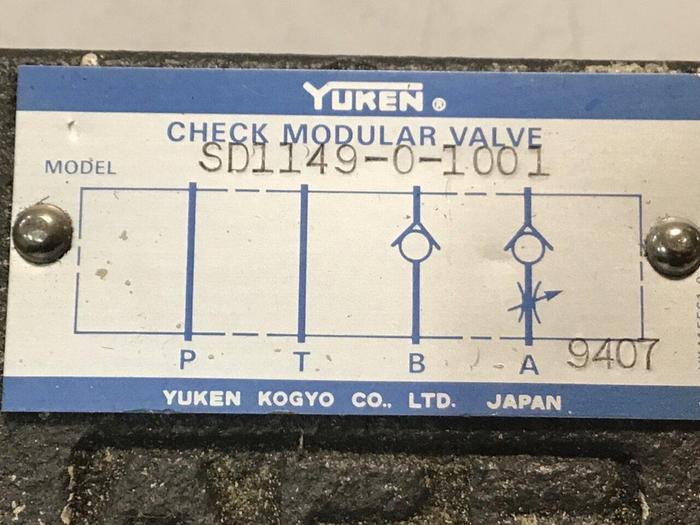 YUKEN ®
CHECK MODULAR VALVE
MODEL SD1149-0-1001
P T B A 9407
YUKEN KOGYO CO., LTD. JAPAN